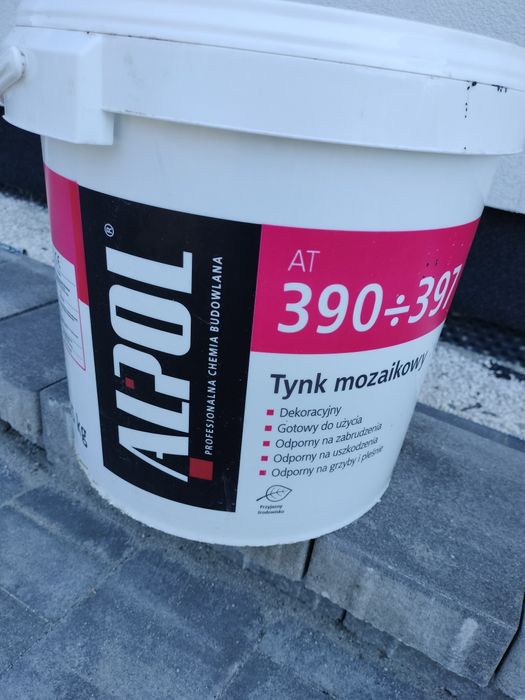 ALPOL®
PROFESJONALNA CHEMIA BUDOWLANA
AT
390÷397
Tynk mozaikowy
Dekoracyjny
Gotowy do użycia
Odporny na zabrudzenia
Odporny na uszkodzenia
Odporny na grzyby i pleśnie
Przyjazny
środowisku
kg